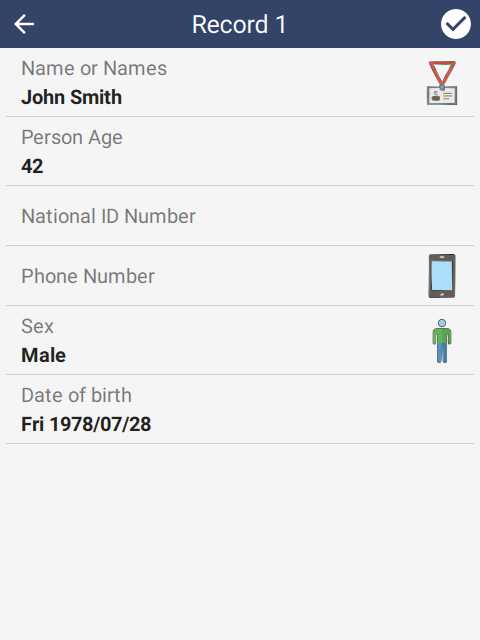 Record 1
Name or Names
John Smith
Person Age
42
National ID Number
Phone Number
Sex
Male
Date of birth
Fri 1978/07/28